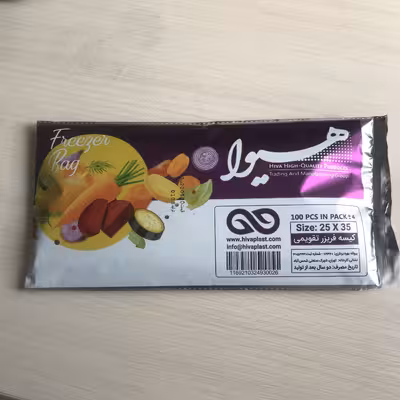 Freezer
Bag
هیوا
HIVA HIGH-QUALITY Products
Trading And Manufacturing
100 PCS IN PACK
Size: 25 X 35
کیسه فریزر تقویمی
www.hivaplast.com
info@hivaplast.com
تاریخ مصرف: دو سال بعد از تولید